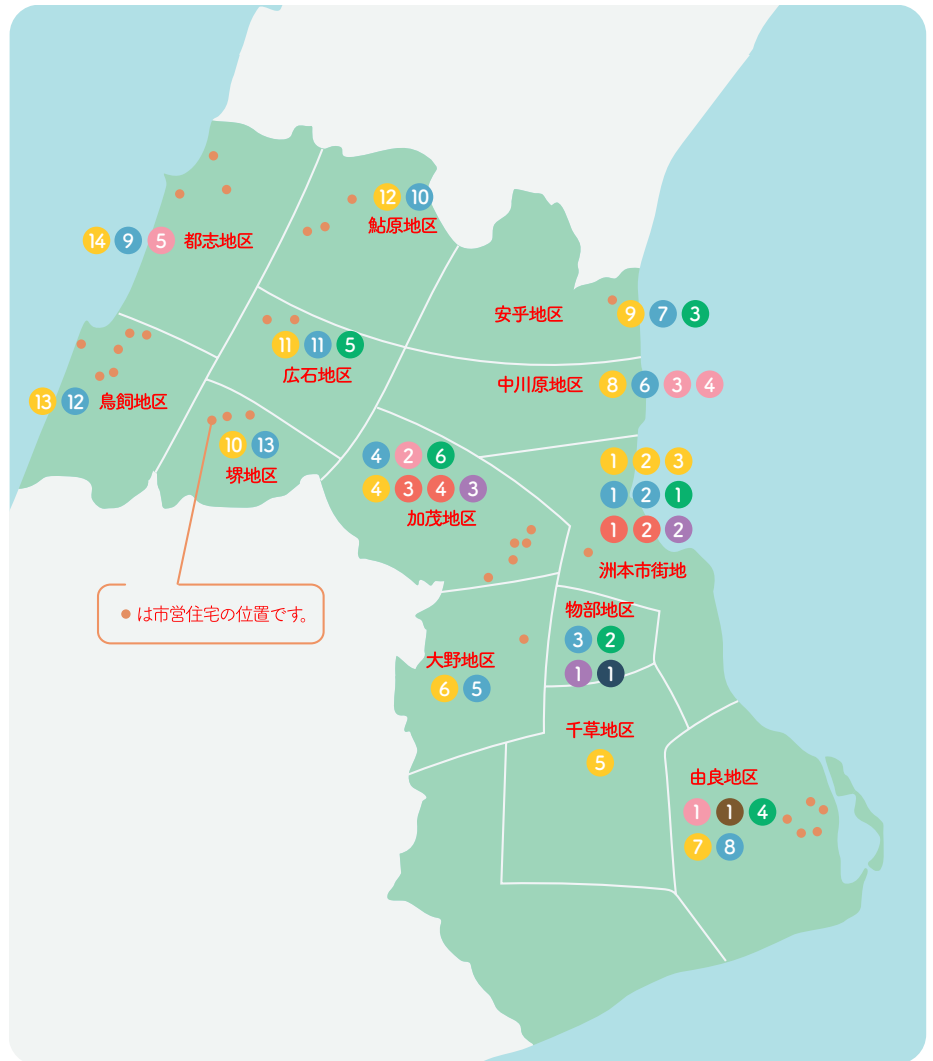 12 10
鮎原地区
14 9 5 都志地区
安乎地区 9 7 3
11 11 5
広石地区
中川原地区 8 6 3 4
13 12 鳥飼地区
10 13
堺地区
4 2 6
4 3 4 3
加茂地区
1 2 3
1 2 1
1 2 2
洲本市街地
は市営住宅の位置です。
物部地区
3 2
1 1
大野地区
6 5
千草地区
5
由良地区
1 1 4
7 8